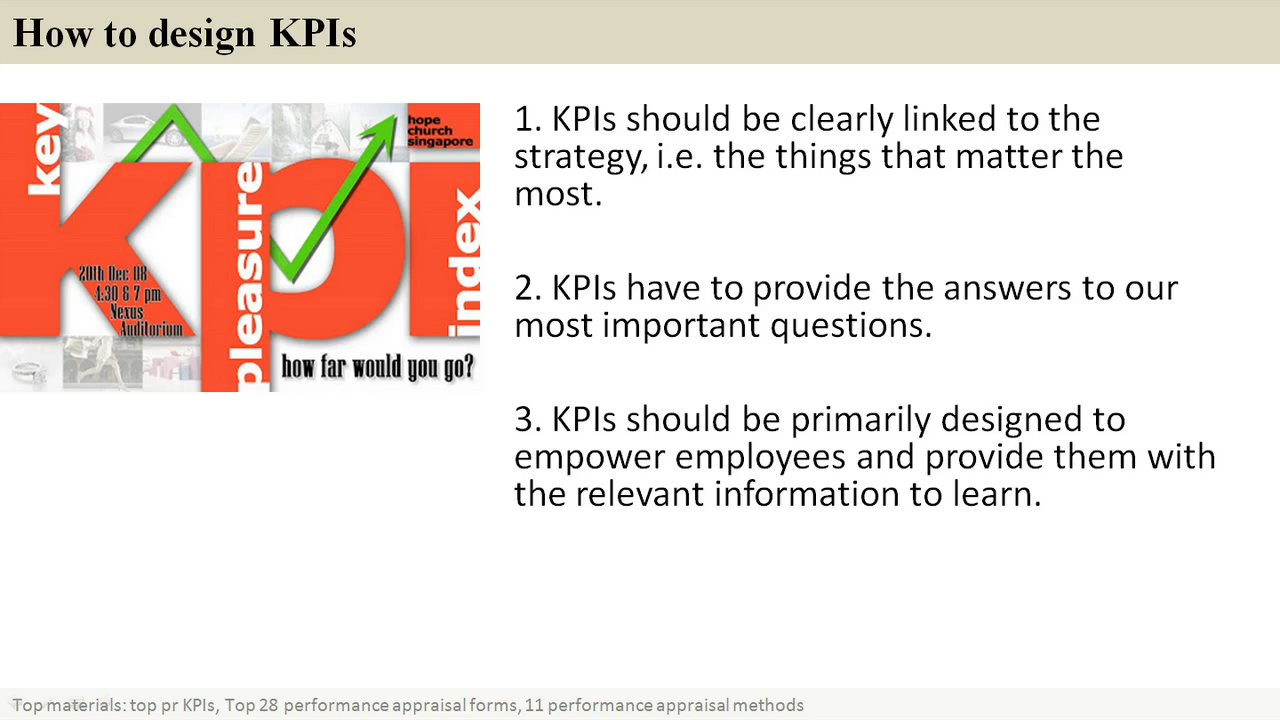 How to design KPIs
key
kpi
pleasure
index
hope
church
singapore
20th Dec 08
4:30 & 7 pm
Nexus
Auditorium
how far would you go?
1. KPIs should be clearly linked to the
strategy, i.e. the things that matter the
most.
2. KPIs have to provide the answers to our
most important questions.
3. KPIs should be primarily designed to
empower employees and provide them with
the relevant information to learn.
Top materials: top pr KPIs, Top 28 performance appraisal forms, 11 performance appraisal methods